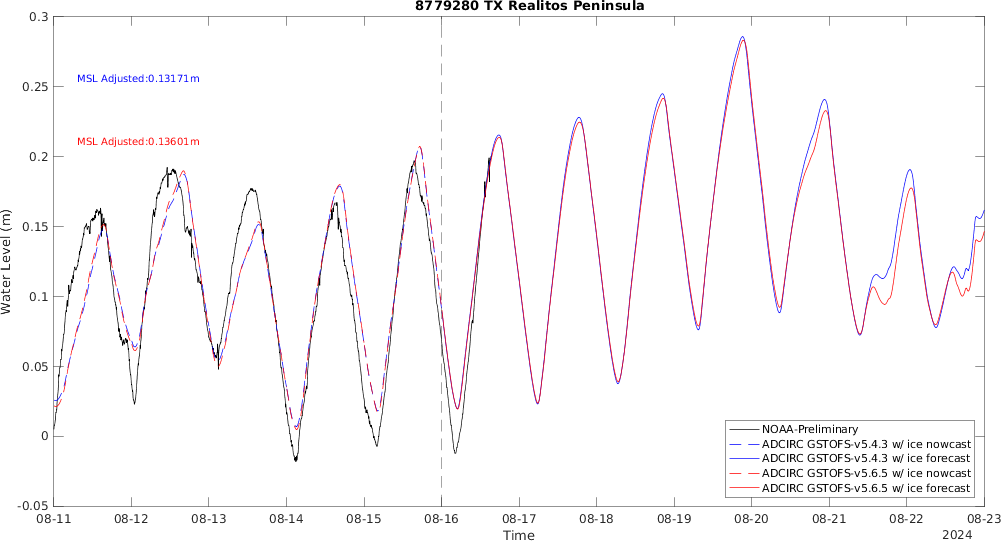 8779280 TX Realitos Peninsula
0.3
0.25
0.2
0.15
0.1
0.05
0
-0.05
Water Level (m)
MSL Adjusted:0.13171m
MSL Adjusted:0.13601m
NOAA-Preliminary
ADCIRC GSTOFS-v5.4.3 w/ ice nowcast
ADCIRC GSTOFS-v5.4.3 w/ ice forecast
ADCIRC GSTOFS-v5.6.5 w/ ice nowcast
ADCIRC GSTOFS-v5.6.5 w/ ice forecast
08-11 08-12 08-13 08-14 08-15 08-16 08-17 08-18 08-19 08-20 08-21 08-22 08-23
Time
2024